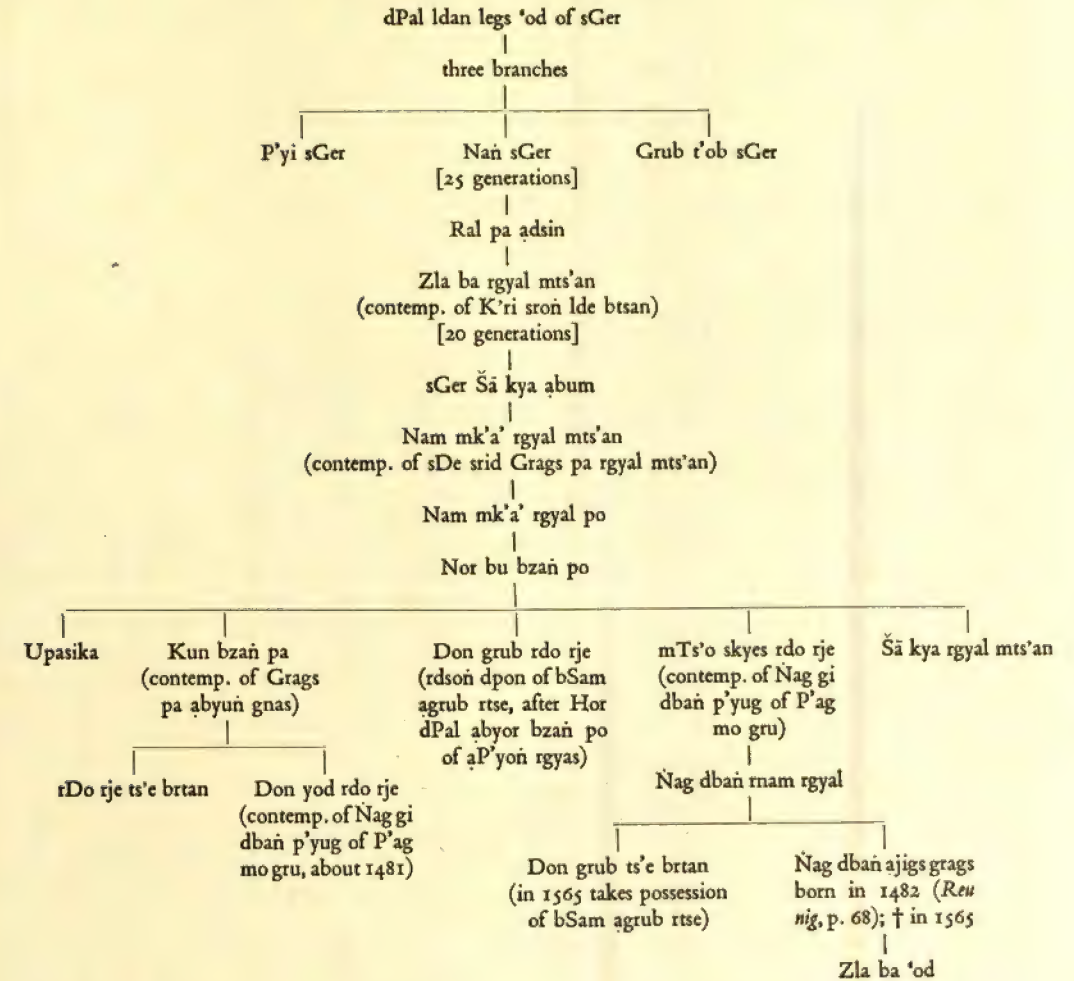 dPal ldan legs ʻod of sGer
three branches
P'yi sGer
Naṅ sGer
[25 generations]
Grub t'ob sGer
Ral pa ạdsin
Zla ba rgyal mts'an
(contemp. of K'ri sroṅ lde btsan)
[20 generations]
sGer Šā kya ạbum
Nam mk'a' rgyal mts'an
(contemp. of sDe srid Grags pa rgyal mts'an)
Nam mk'a' rgyal po
Nor bu bzaṅ po
Upasika
Kun bzaṅ pa
(contemp. of Grags
pa ạbyuṅ gnas)
Don grub rdo rje
(rdsoṅ dpon of bSam
ạgrub rtse, after Hor
dPal ạbyor bzaṅ po
of ạP'yoṅ rgyas)
mTs'o skyes rdo rje
(contemp. of Ṅag gi
dbaṅ p'yug of P'ag
mo gru)
Šā kya rgyal mts'an
rDo rje ts'e brtan
Don yod rdo rje
(contemp. of Ṅag gi
dbaṅ p'yug of P'ag
mo gru, about 1481)
Ṅag dbaṅ rnam rgyal
Don grub ts'e brtan
(in 1565 takes possession
of bSam ạgrub rtse)
Ṅag dbaṅ ạjigs grags
born in 1482 (Reu
nig, p. 68); † in 1565
Zla ba ʻod